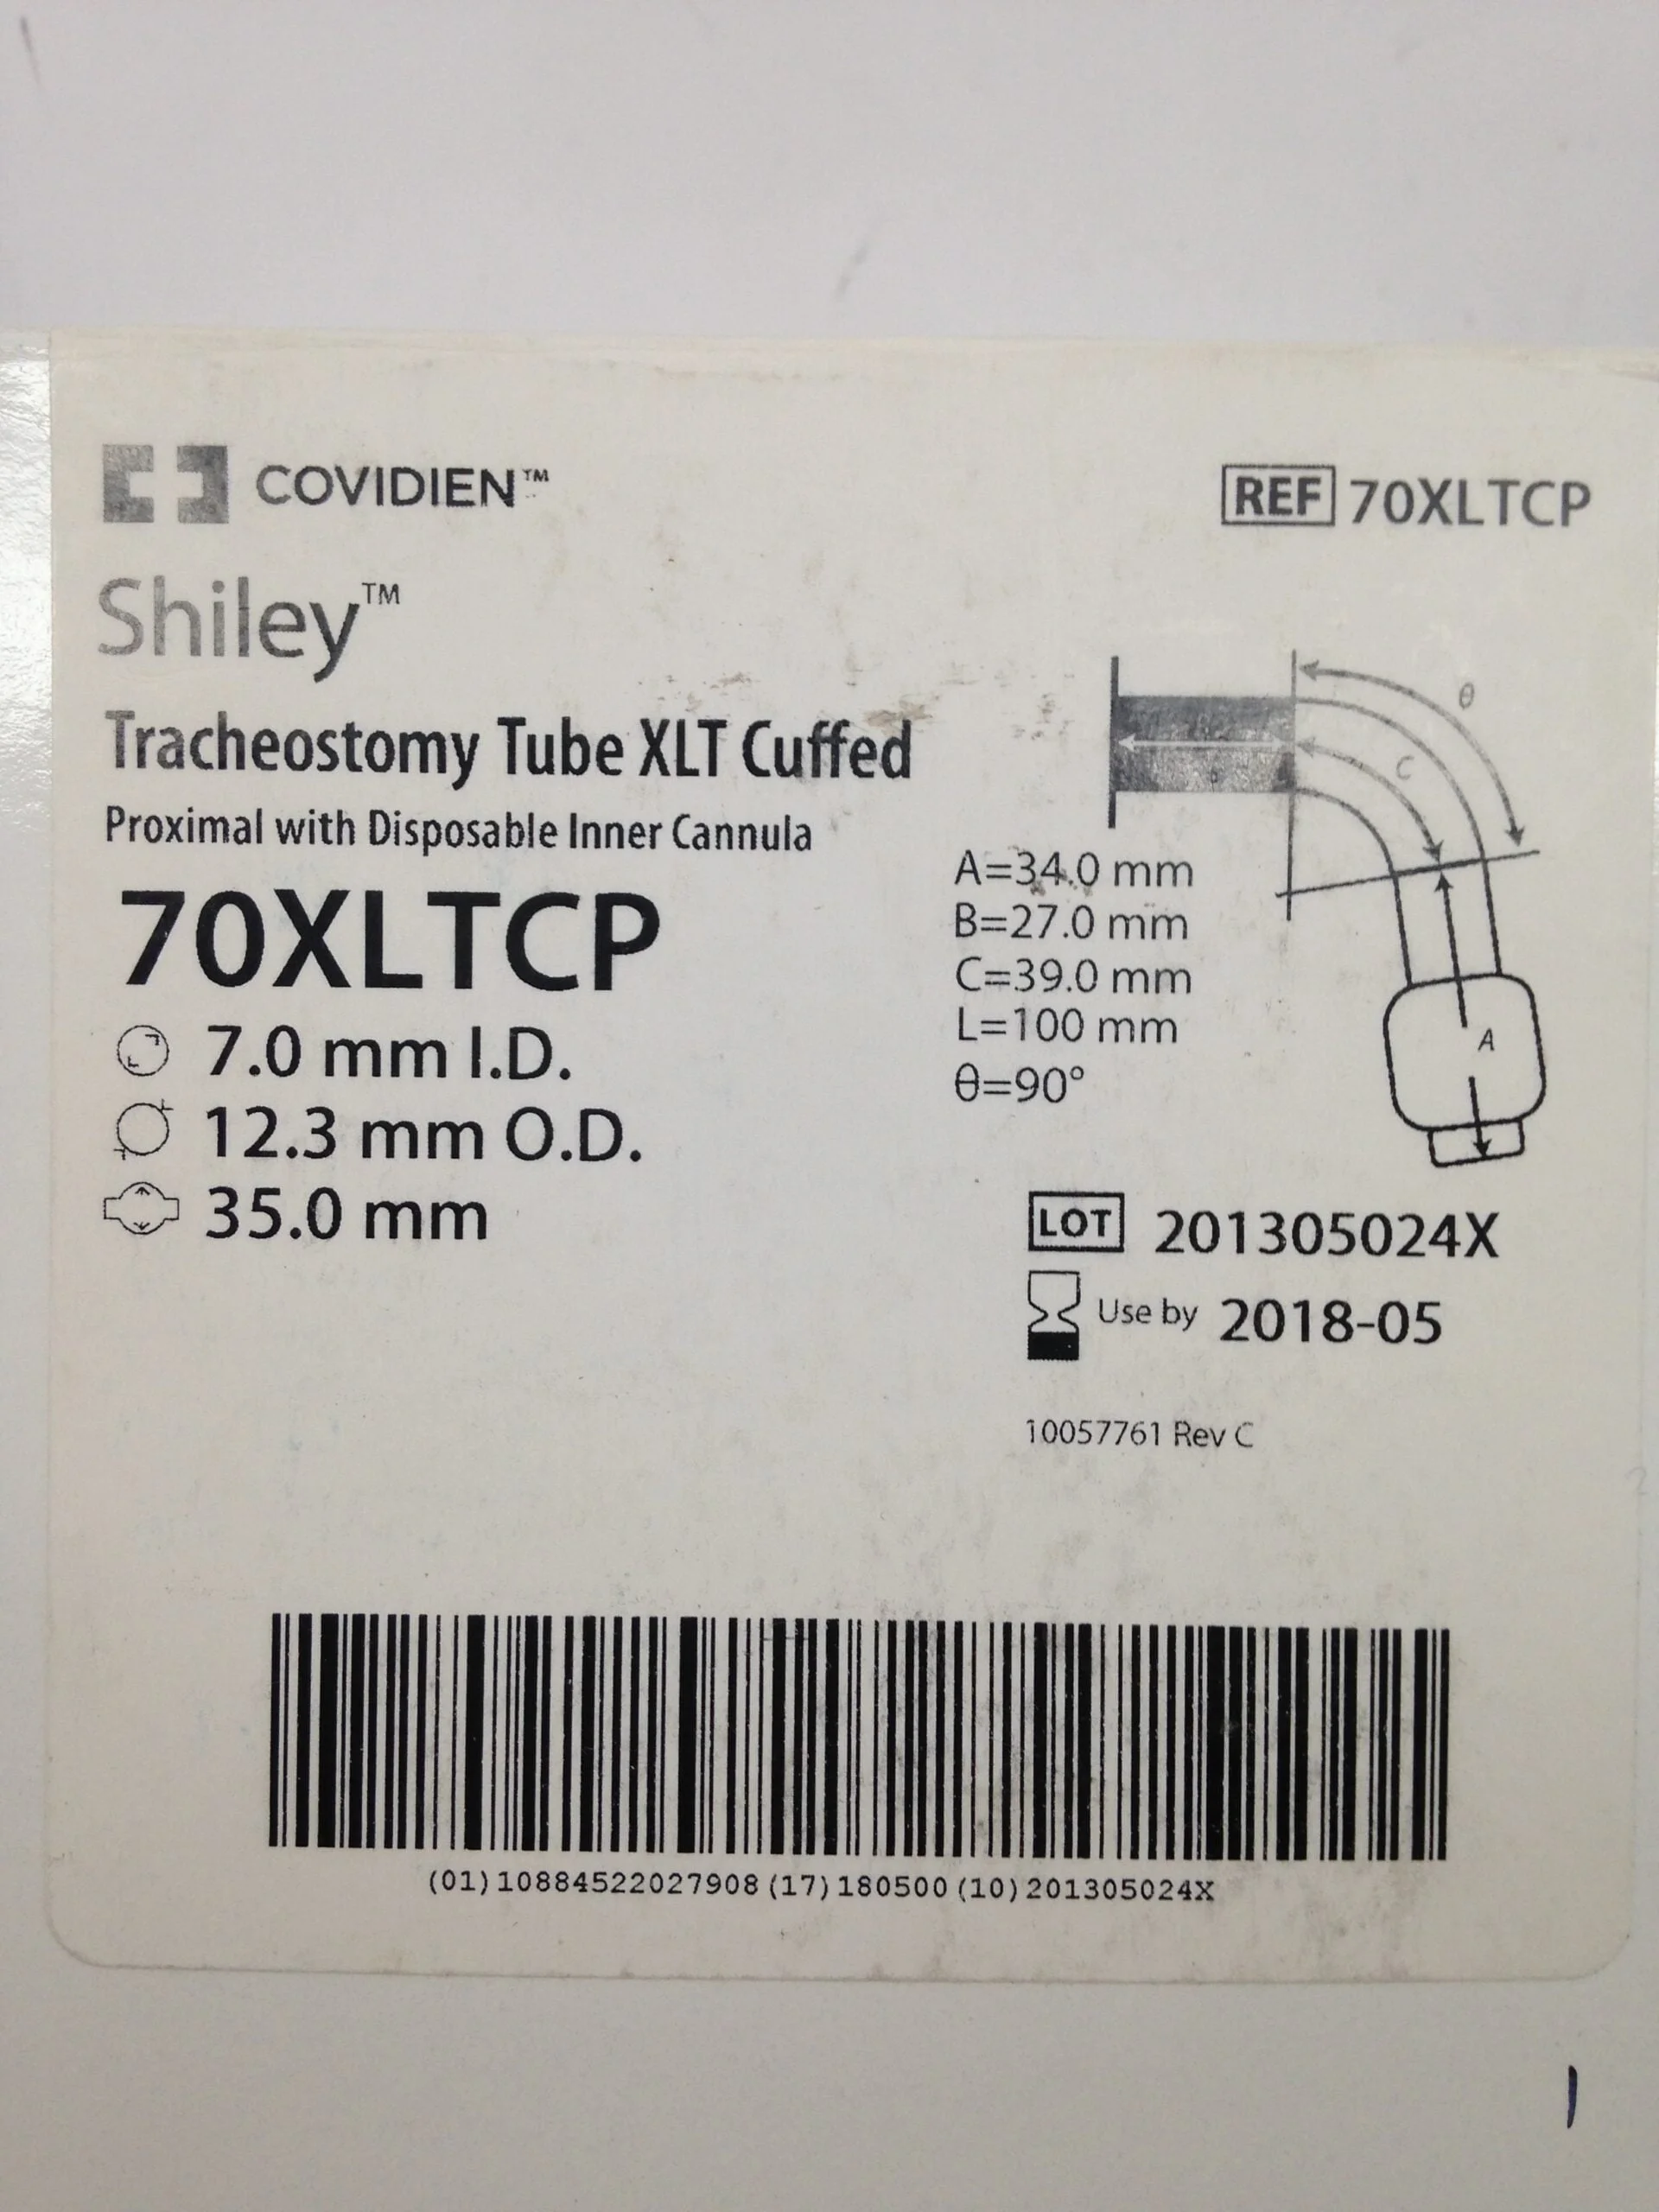 COVIDIEN™
REF 70XLTCP
Shiley™
Tracheostomy Tube XLT Cuffed
Proximal with Disposable Inner Cannula
70XLTCP
7.0 mm I.D.
12.3 mm O.D.
35.0 mm
θ
C
A
A=34.0 mm
B=27.0 mm
C=39.0 mm
L=100 mm
θ=90°
LOT 201305024X
Use by 2018-05
10057761 Rev C
(01)10884522027908(17)180500(10)201305024X